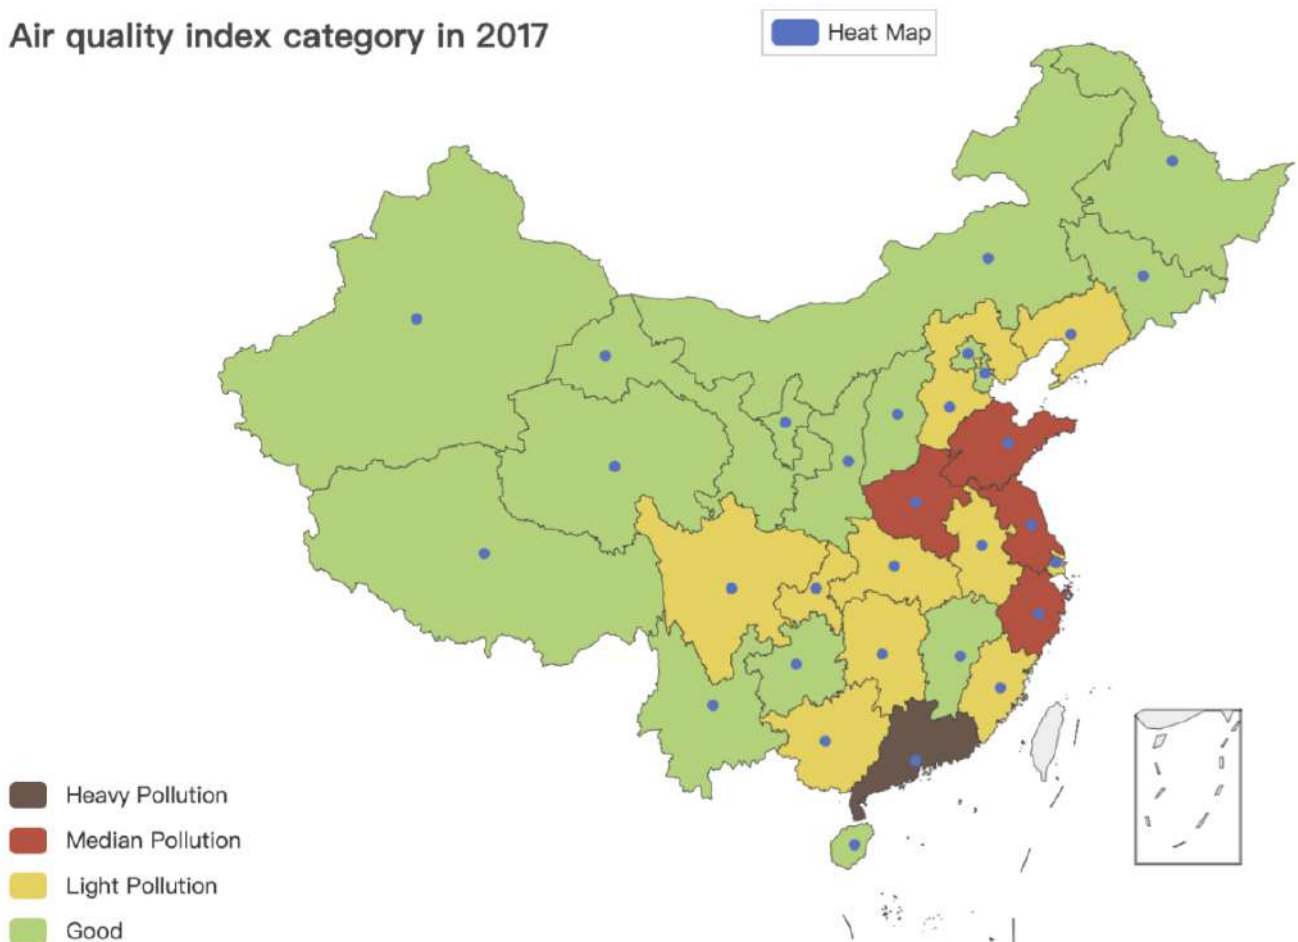 Air quality index category in 2017
Heat Map
Heavy Pollution
Median Pollution
Light Pollution
Good